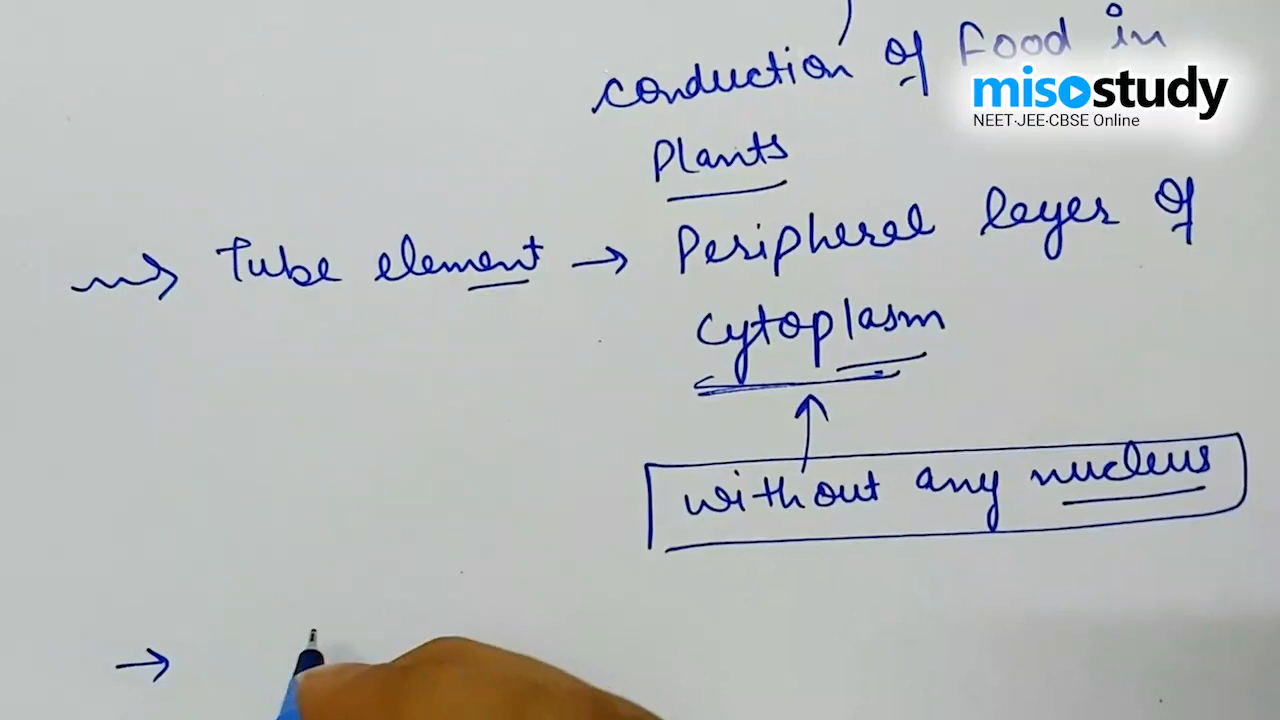 conduction of Food in
misostudy
NEET·JEE·CBSE Online
Plants
Tube element → Peripheral layer of
cytoplasm
without any nucleus
→